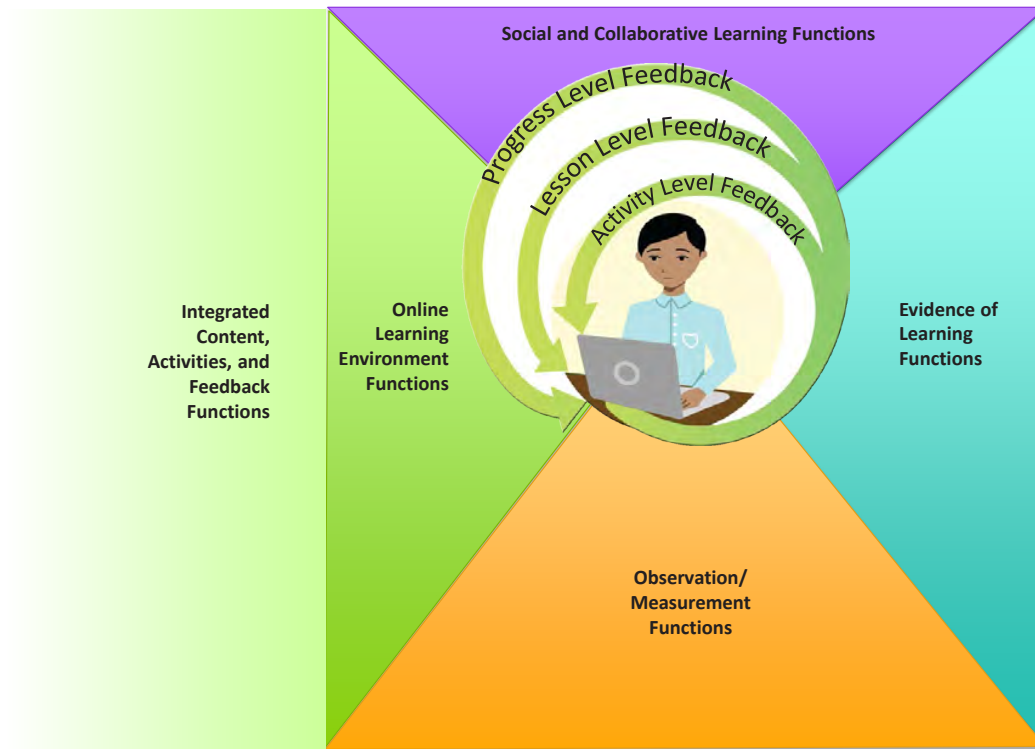 Social and Collaborative Learning Functions
Progress Level Feedback
Lesson Level Feedback
Activity Level Feedback
Integrated
Content,
Activities, and
Feedback
Functions
Online
Learning
Environment
Functions
Evidence of
Learning
Functions
Observation/
Measurement
Functions